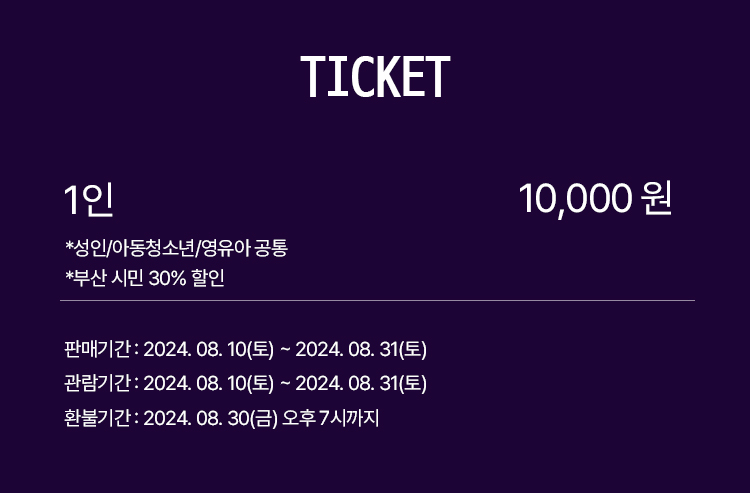 TICKET
1인 10,000 원
*성인/아동청소년/영유아 공통
*부산 시민 30% 할인
판매기간 : 2024. 08. 10(토) ~ 2024. 08. 31(토)
관람기간 : 2024. 08. 10(토) ~ 2024. 08. 31(토)
환불기간 : 2024. 08. 30(금) 오후 7시까지